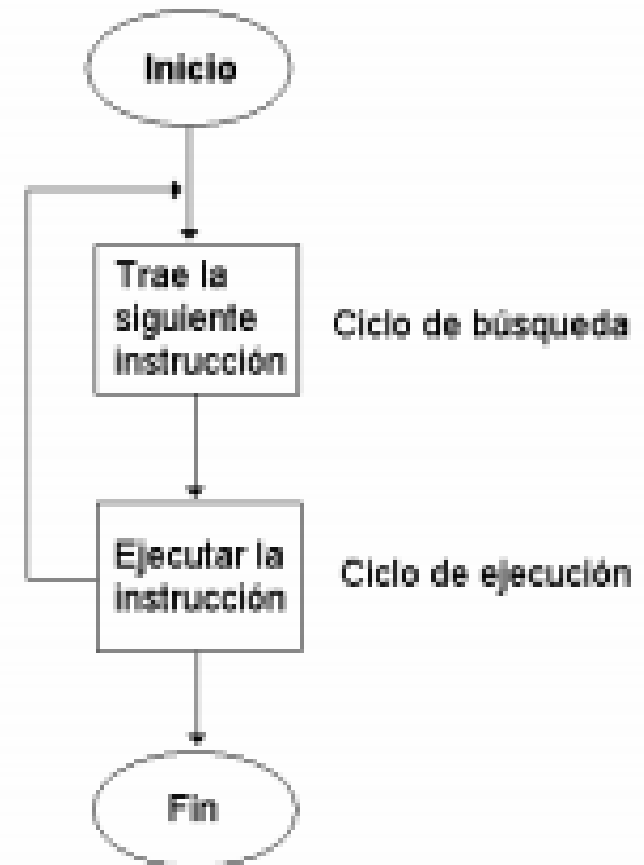 Inicio
Trae la
siguiente
instrucción
Ciclo de búsqueda
Ejecutar la
instrucción
Ciclo de ejecución
Fin